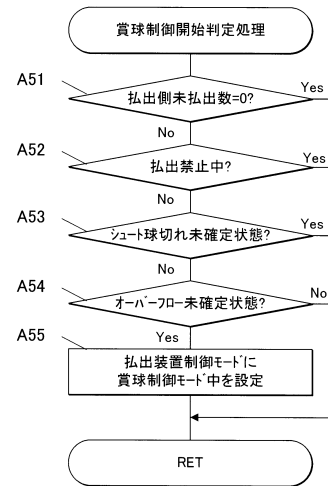 賞球制御開始判定処理
A51
払出側未払出数=0?
Yes
No
A52
払出禁止中?
Yes
No
A53
シュート球切れ未確定状態?
Yes
No
A54
オーバーフロー未確定状態?
No
Yes
A55
払出装置制御モードに
賞球制御モード中を設定
RET